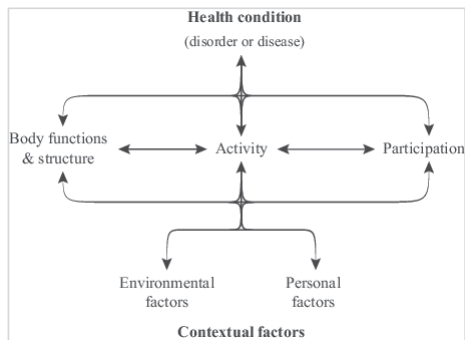 Health condition
(disorder or disease)
Body functions
& structure
Activity
Participation
Environmental
factors
Personal
factors
Contextual factors